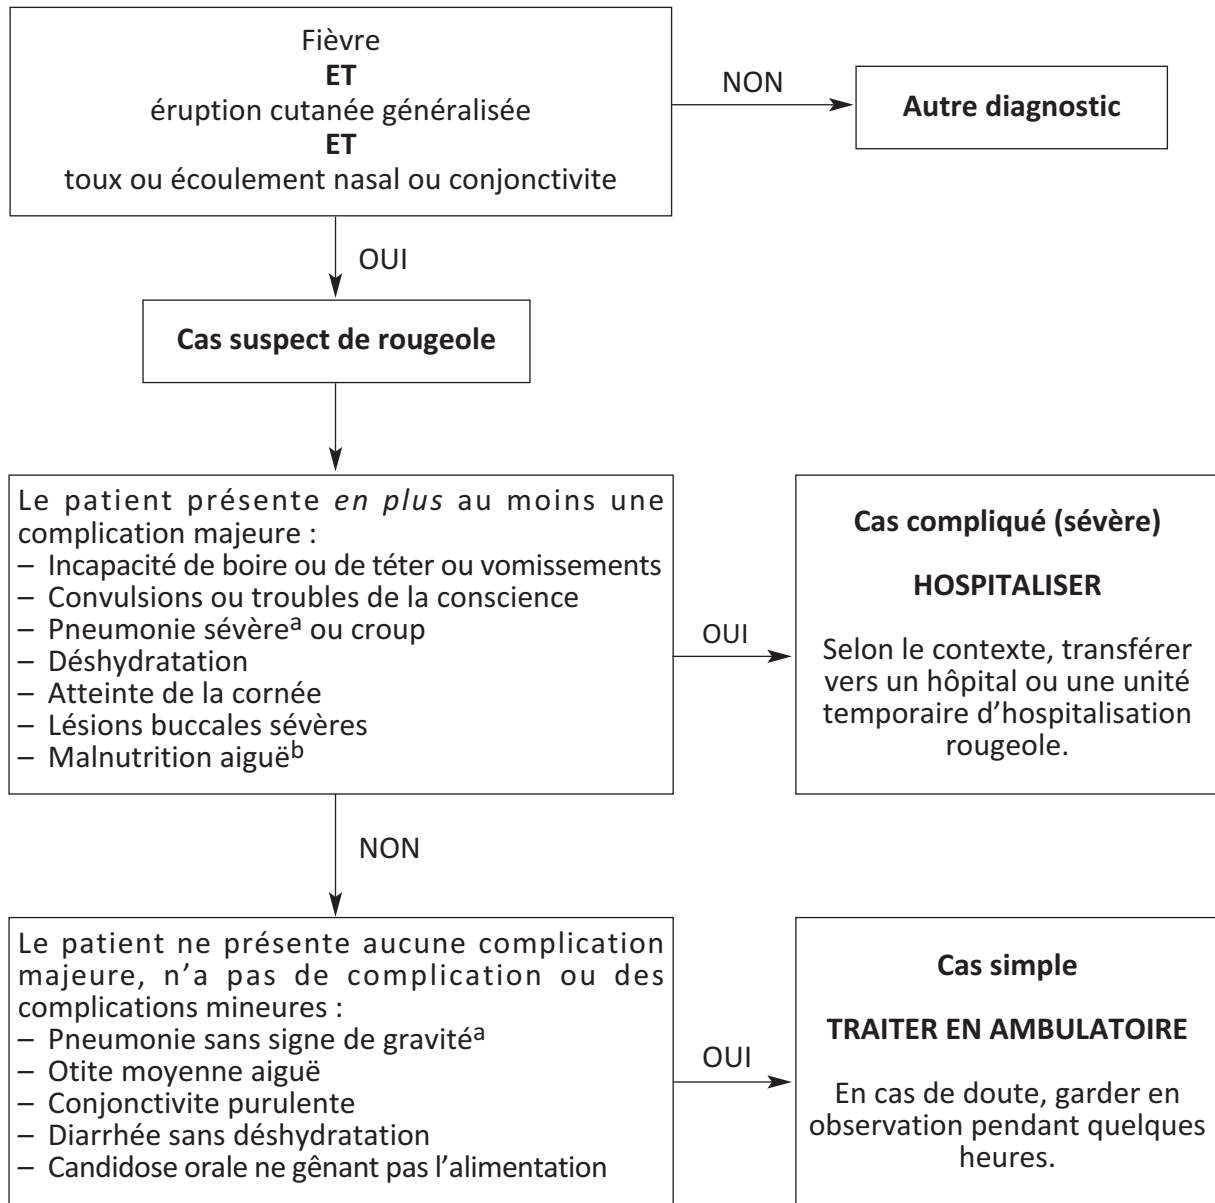 Fièvre
ET
éruption cutanée généralisée
ET
toux ou écoulement nasal ou conjonctivite
NON
Autre diagnostic
OUI
Cas suspect de rougeole
Le patient présente en plus au moins une
complication majeure :
– Incapacité de boire ou de téter ou vomissements
– Convulsions ou troubles de la conscience
– Pneumonie sévèreᵃ ou croup
– Déshydratation
– Atteinte de la cornée
– Lésions buccales sévères
– Malnutrition aiguëᵇ
OUI
Cas compliqué (sévère)
HOSPITALISER
Selon le contexte, transférer
vers un hôpital ou une unité
temporaire d’hospitalisation
rougeole.
NON
Le patient ne présente aucune complication
majeure, n’a pas de complication ou des
complications mineures :
– Pneumonie sans signe de gravitéᵃ
– Otite moyenne aiguë
– Conjonctivite purulente
– Diarrhée sans déshydratation
– Candidose orale ne gênant pas l’alimentation
OUI
Cas simple
TRAITER EN AMBULATOIRE
En cas de doute, garder en
observation pendant quelques
heures.